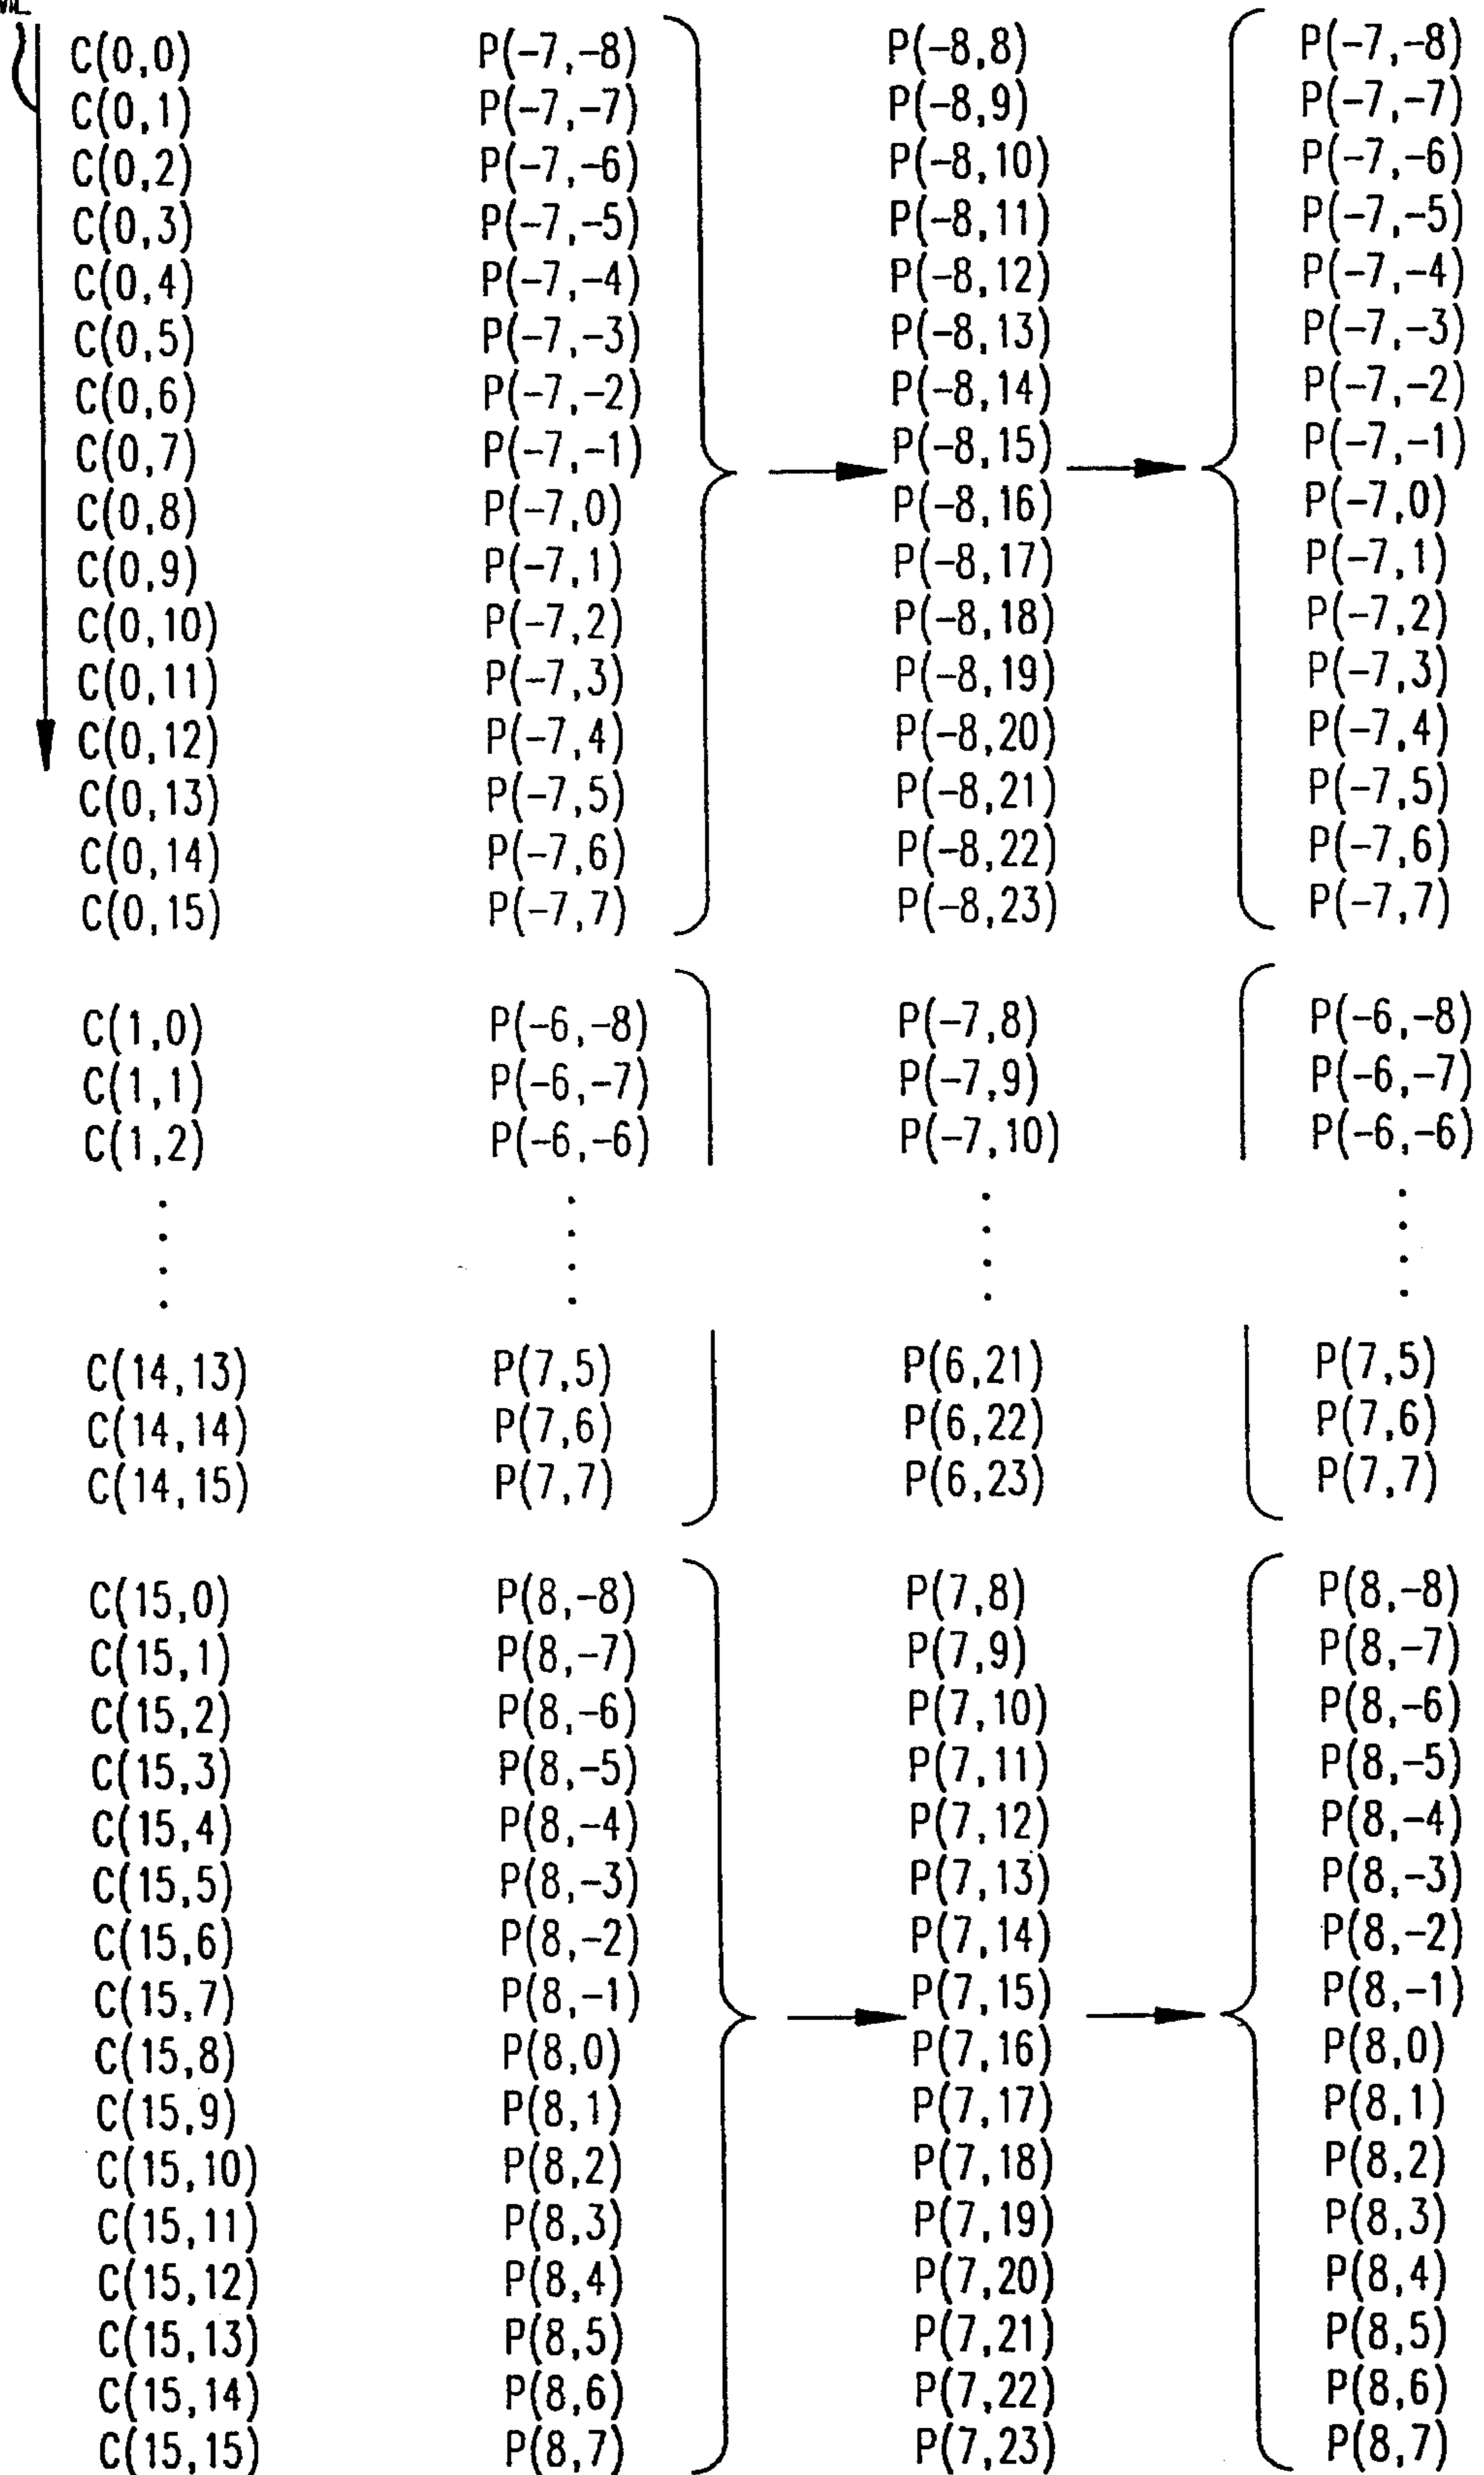 C(0,0) P(-7,-8) P(-8,8) P(-7,-8)
C(0,1) P(-7,-7) P(-8,9) P(-7,-7)
C(0,2) P(-7,-6) P(-8,10) P(-7,-6)
C(0,3) P(-7,-5) P(-8,11) P(-7,-5)
C(0,4) P(-7,-4) P(-8,12) P(-7,-4)
C(0,5) P(-7,-3) P(-8,13) P(-7,-3)
C(0,6) P(-7,-2) P(-8,14) P(-7,-2)
C(0,7) P(-7,-1) P(-8,15) P(-7,-1)
C(0,8) P(-7,0) P(-8,16) P(-7,0)
C(0,9) P(-7,1) P(-8,17) P(-7,1)
C(0,10) P(-7,2) P(-8,18) P(-7,2)
C(0,11) P(-7,3) P(-8,19) P(-7,3)
C(0,12) P(-7,4) P(-8,20) P(-7,4)
C(0,13) P(-7,5) P(-8,21) P(-7,5)
C(0,14) P(-7,6) P(-8,22) P(-7,6)
C(0,15) P(-7,7) P(-8,23) P(-7,7)
C(1,0) P(-6,-8) P(-7,8) P(-6,-8)
C(1,1) P(-6,-7) P(-7,9) P(-6,-7)
C(1,2) P(-6,-6) P(-7,10) P(-6,-6)
C(14,13) P(7,5) P(6,21) P(7,5)
C(14,14) P(7,6) P(6,22) P(7,6)
C(14,15) P(7,7) P(6,23) P(7,7)
C(15,0) P(8,-8) P(7,8) P(8,-8)
C(15,1) P(8,-7) P(7,9) P(8,-7)
C(15,2) P(8,-6) P(7,10) P(8,-6)
C(15,3) P(8,-5) P(7,11) P(8,-5)
C(15,4) P(8,-4) P(7,12) P(8,-4)
C(15,5) P(8,-3) P(7,13) P(8,-3)
C(15,6) P(8,-2) P(7,14) P(8,-2)
C(15,7) P(8,-1) P(7,15) P(8,-1)
C(15,8) P(8,0) P(7,16) P(8,0)
C(15,9) P(8,1) P(7,17) P(8,1)
C(15,10) P(8,2) P(7,18) P(8,2)
C(15,11) P(8,3) P(7,19) P(8,3)
C(15,12) P(8,4) P(7,20) P(8,4)
C(15,13) P(8,5) P(7,21) P(8,5)
C(15,14) P(8,6) P(7,22) P(8,6)
C(15,15) P(8,7) P(7,23) P(8,7)